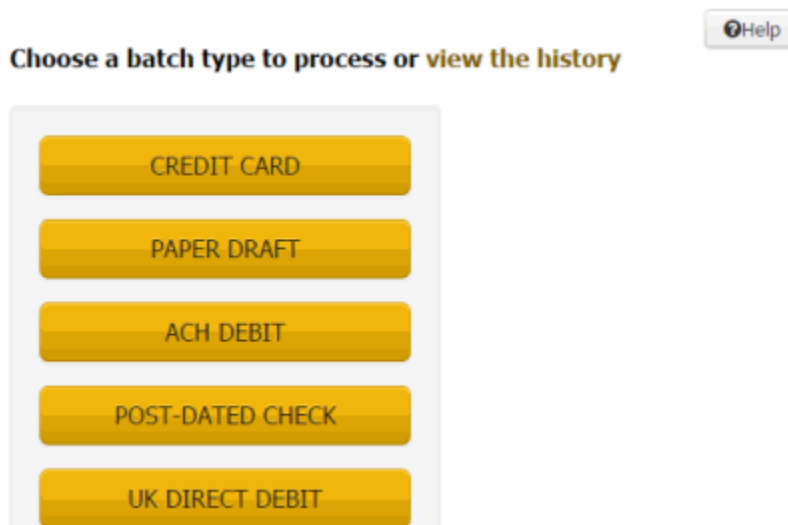 Help
Choose a batch type to process or view the history
CREDIT CARD
PAPER DRAFT
ACH DEBIT
POST-DATED CHECK
UK DIRECT DEBIT